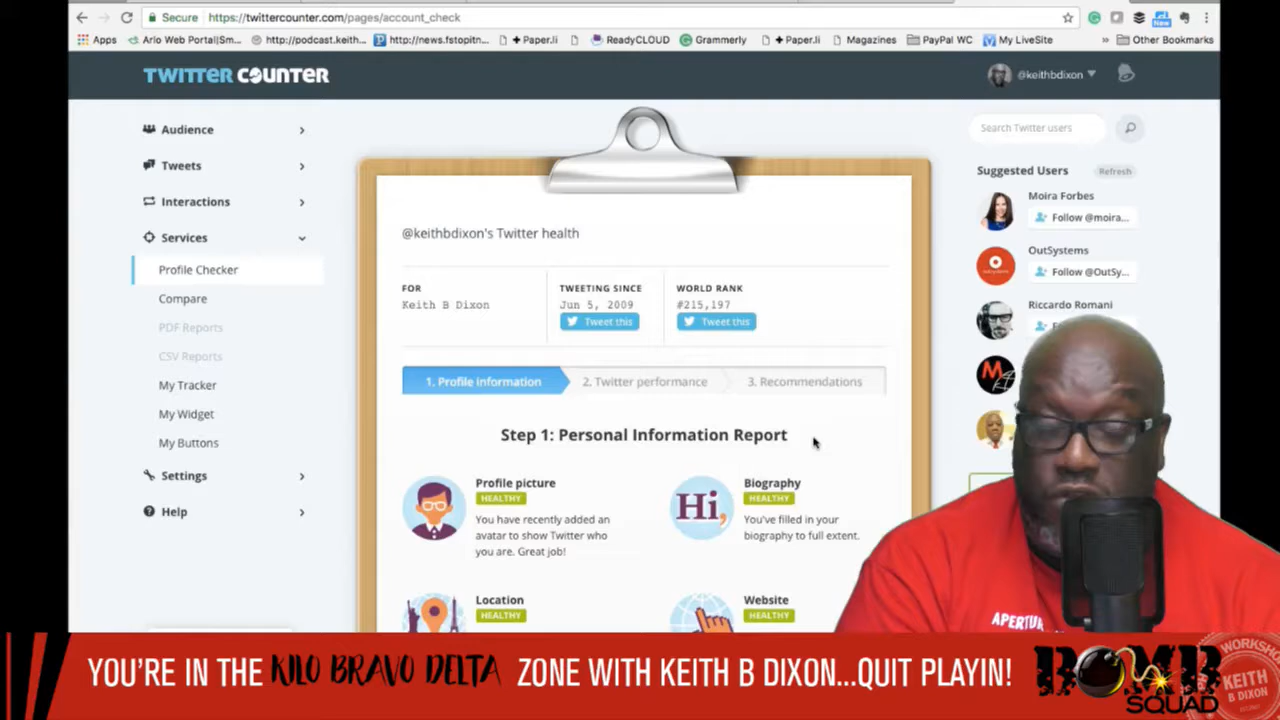 Secure https://twittercounter.com/pages/account_check
Apps Arlo Web Portal|Sm... http://podcast.keith... http://news.fstopitn... Paper.li ReadyCLOUD Grammerly Paper.li Magazines PayPal WC My LiveSite » Other Bookmarks
New
TWITTER COUNTER
@keithbdixon
Audience
Tweets
Interactions
Services
Profile Checker
Compare
PDF Reports
CSV Reports
My Tracker
My Widget
My Buttons
Settings
Help
@keithbdixon's Twitter health
FOR
Keith B Dixon
TWEETING SINCE
Jun 5, 2009
Tweet this
WORLD RANK
#215,197
Tweet this
1. Profile information
2. Twitter performance
3. Recommendations
Step 1: Personal Information Report
Profile picture
HEALTHY
You have recently added an
avatar to show Twitter who
you are. Great job!
Hi,
Biography
HEALTHY
You've filled in your
biography to full extent.
Location
HEALTHY
Website
HEALTHY
Search Twitter users
Suggested Users Refresh
Moira Forbes
Follow @moira...
OutSystems
Follow @OutSy...
Riccardo Romani
APERTUR
YOU'RE IN THE KILO BRAVO DELTA ZONE WITH KEITH B DIXON...QUIT PLAYIN!
BOMB
SQUAD
WORKSHO
KEITH
B DIXON